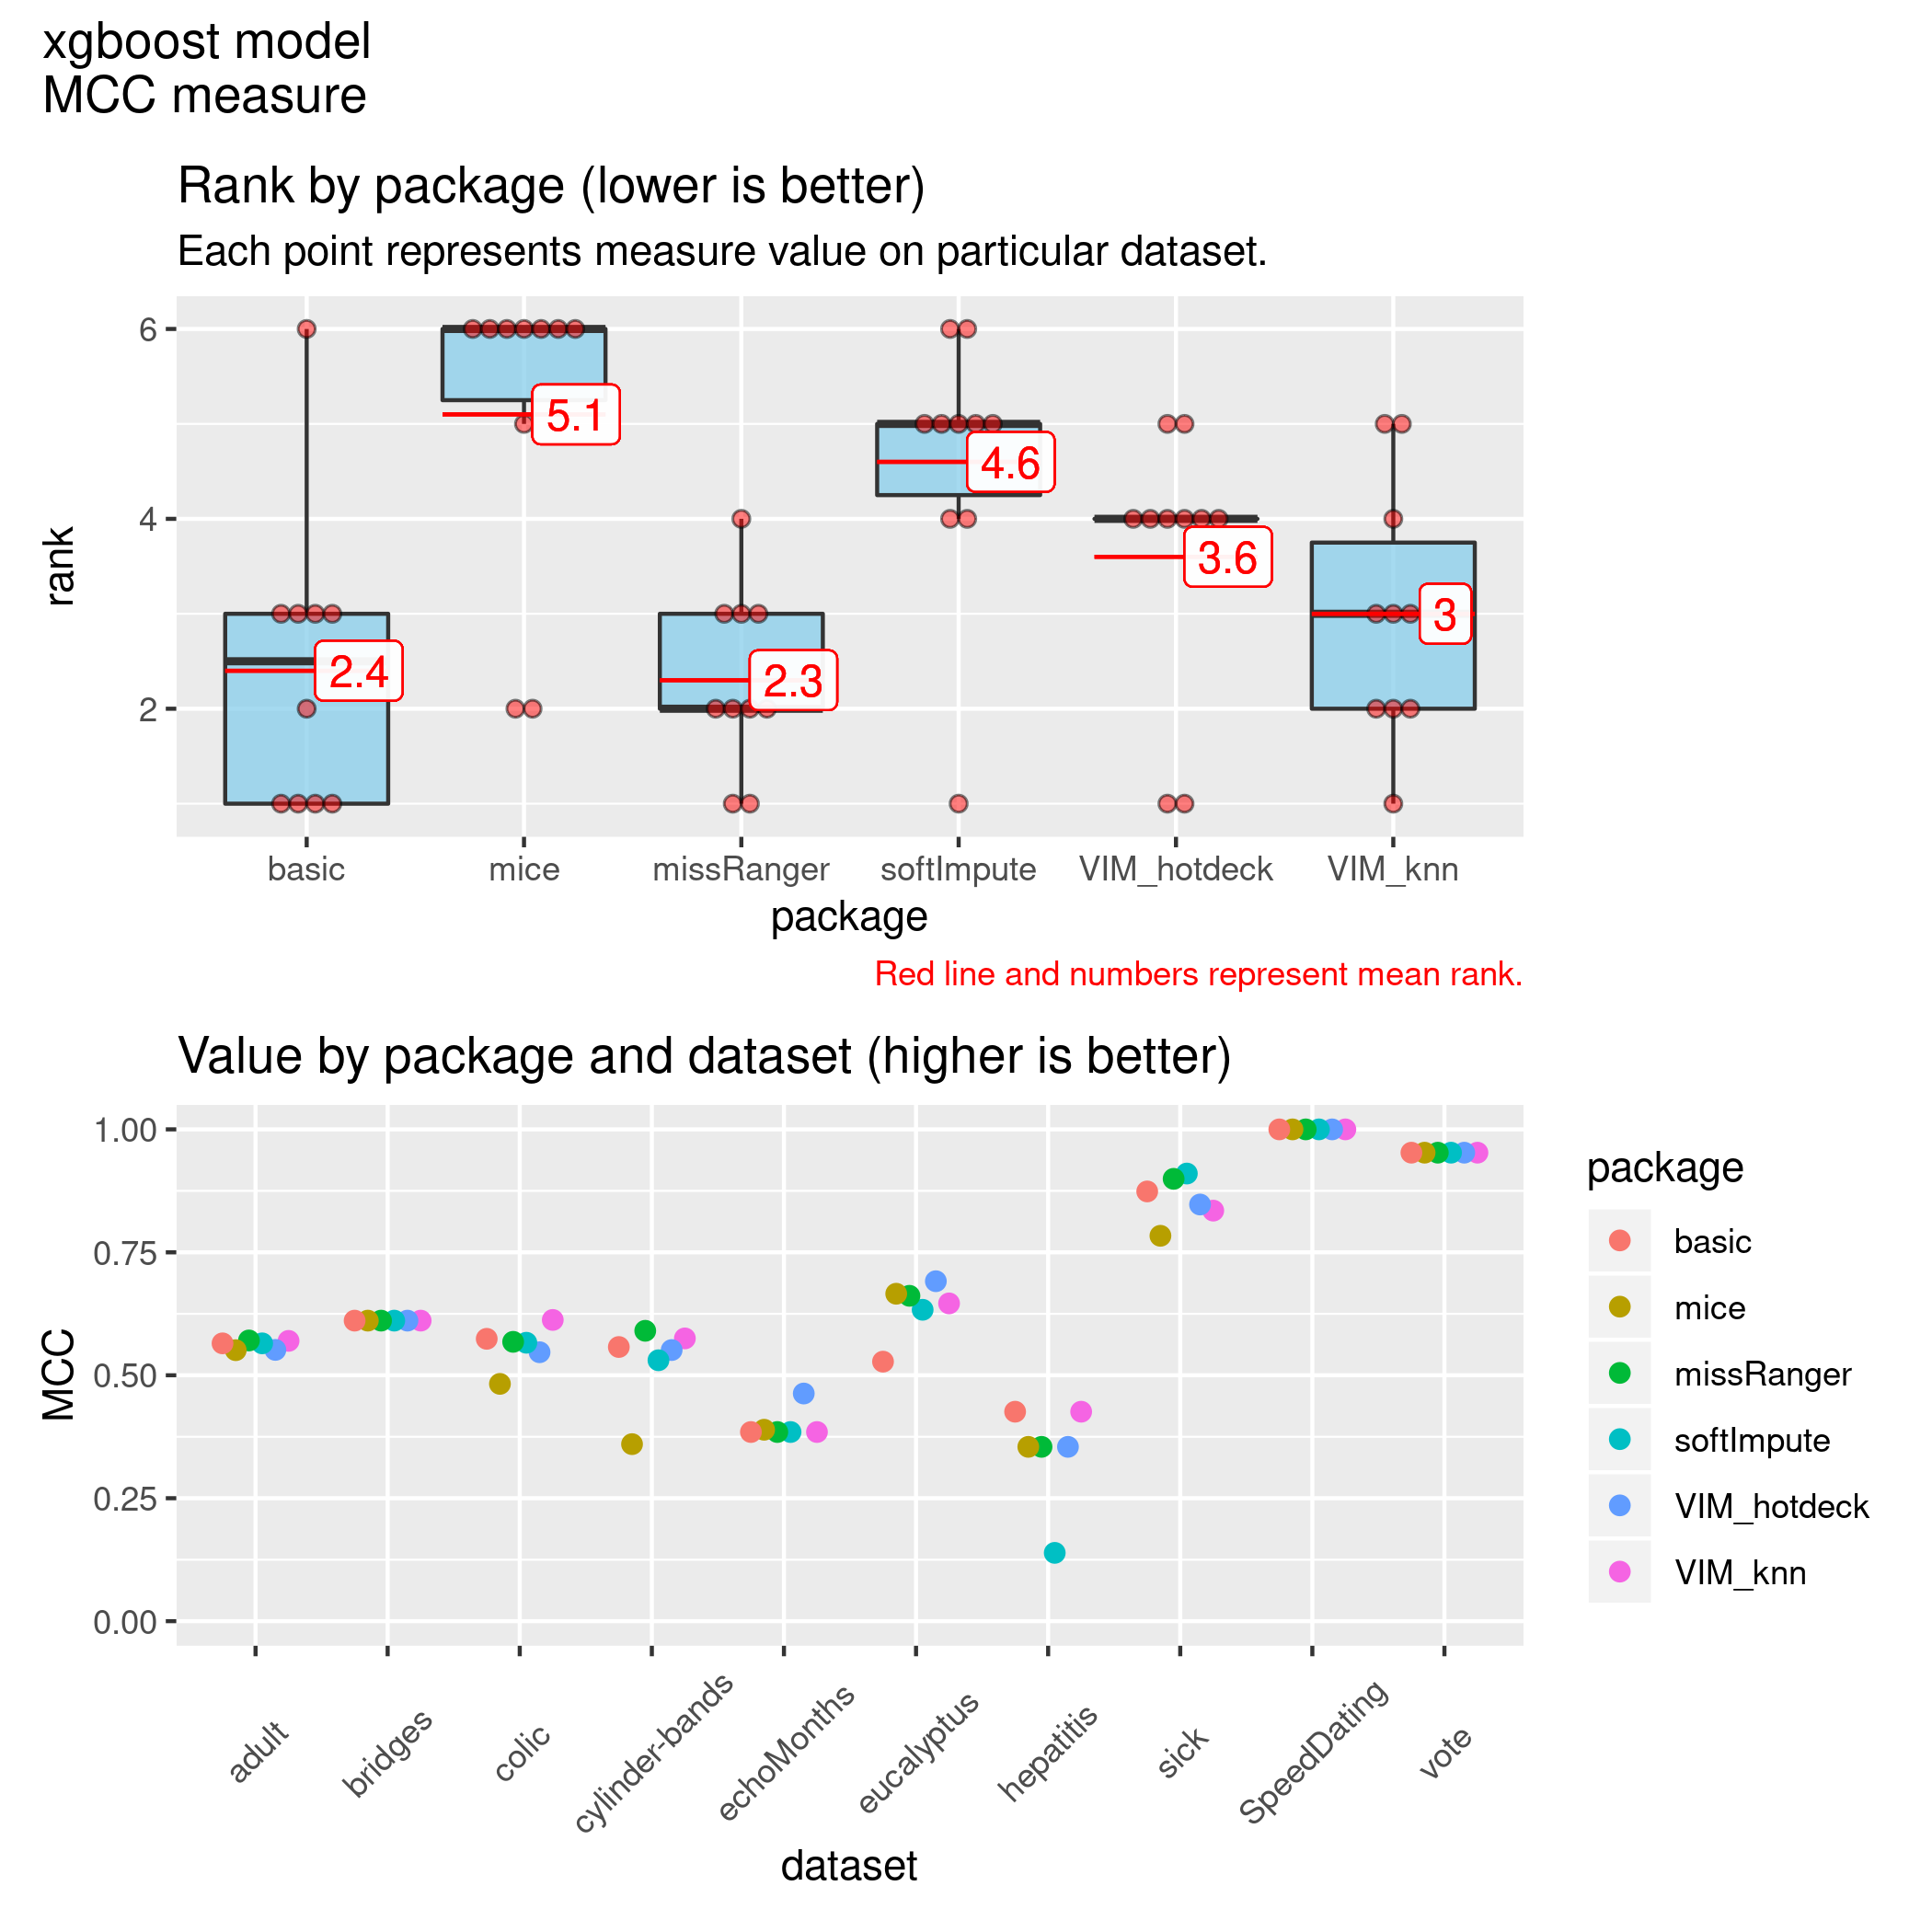 xgboost model
MCC measure
Rank by package (lower is better)
Each point represents measure value on particular dataset.
rank
6
4
2
5.1
4.6
3.6
3
2.4
2.3
basic
mice
missRanger
softImpute
VIM_hotdeck
VIM_knn
package
Red line and numbers represent mean rank.
Value by package and dataset (higher is better)
MCC
1.00
0.75
0.50
0.25
0.00
adult
bridges
colic
cylinder-bands
echoMonths
eucalyptus
hepatitis
sick
SpeedDating
vote
dataset
package
basic
mice
missRanger
softImpute
VIM_hotdeck
VIM_knn